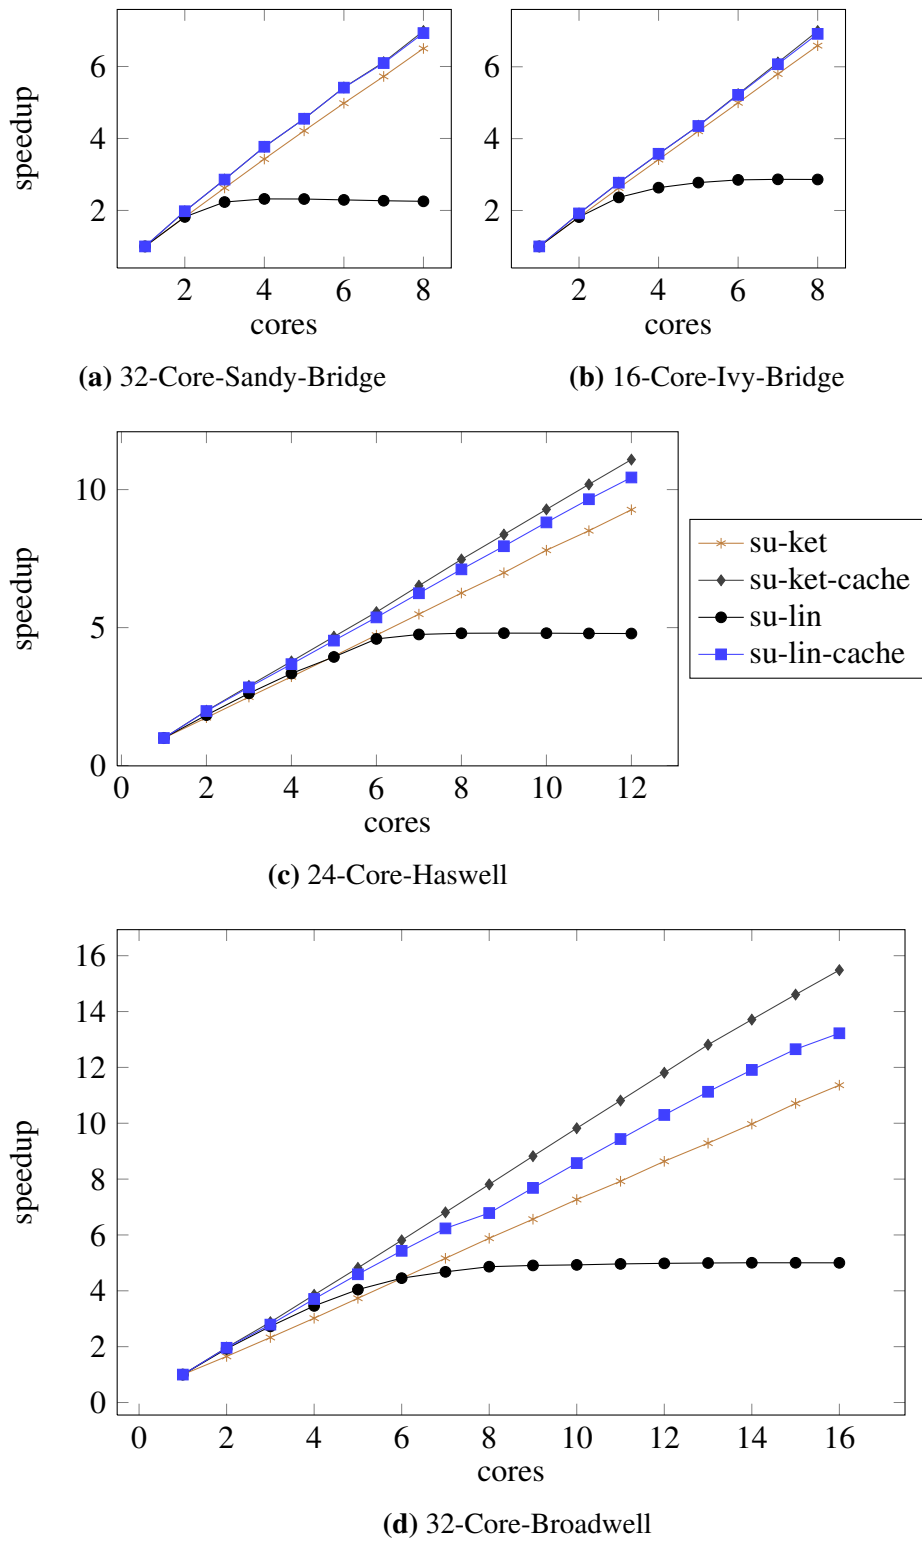 6
4
2
speedup
2 4 6 8
cores
(a) 32-Core-Sandy-Bridge
6
4
2
2 4 6 8
cores
(b) 16-Core-Ivy-Bridge
10
5
0
speedup
0 2 4 6 8 10 12
cores
(c) 24-Core-Haswell
su-ket
su-ket-cache
su-lin
su-lin-cache
16
14
12
10
8
6
4
2
0
speedup
0 2 4 6 8 10 12 14 16
cores
(d) 32-Core-Broadwell